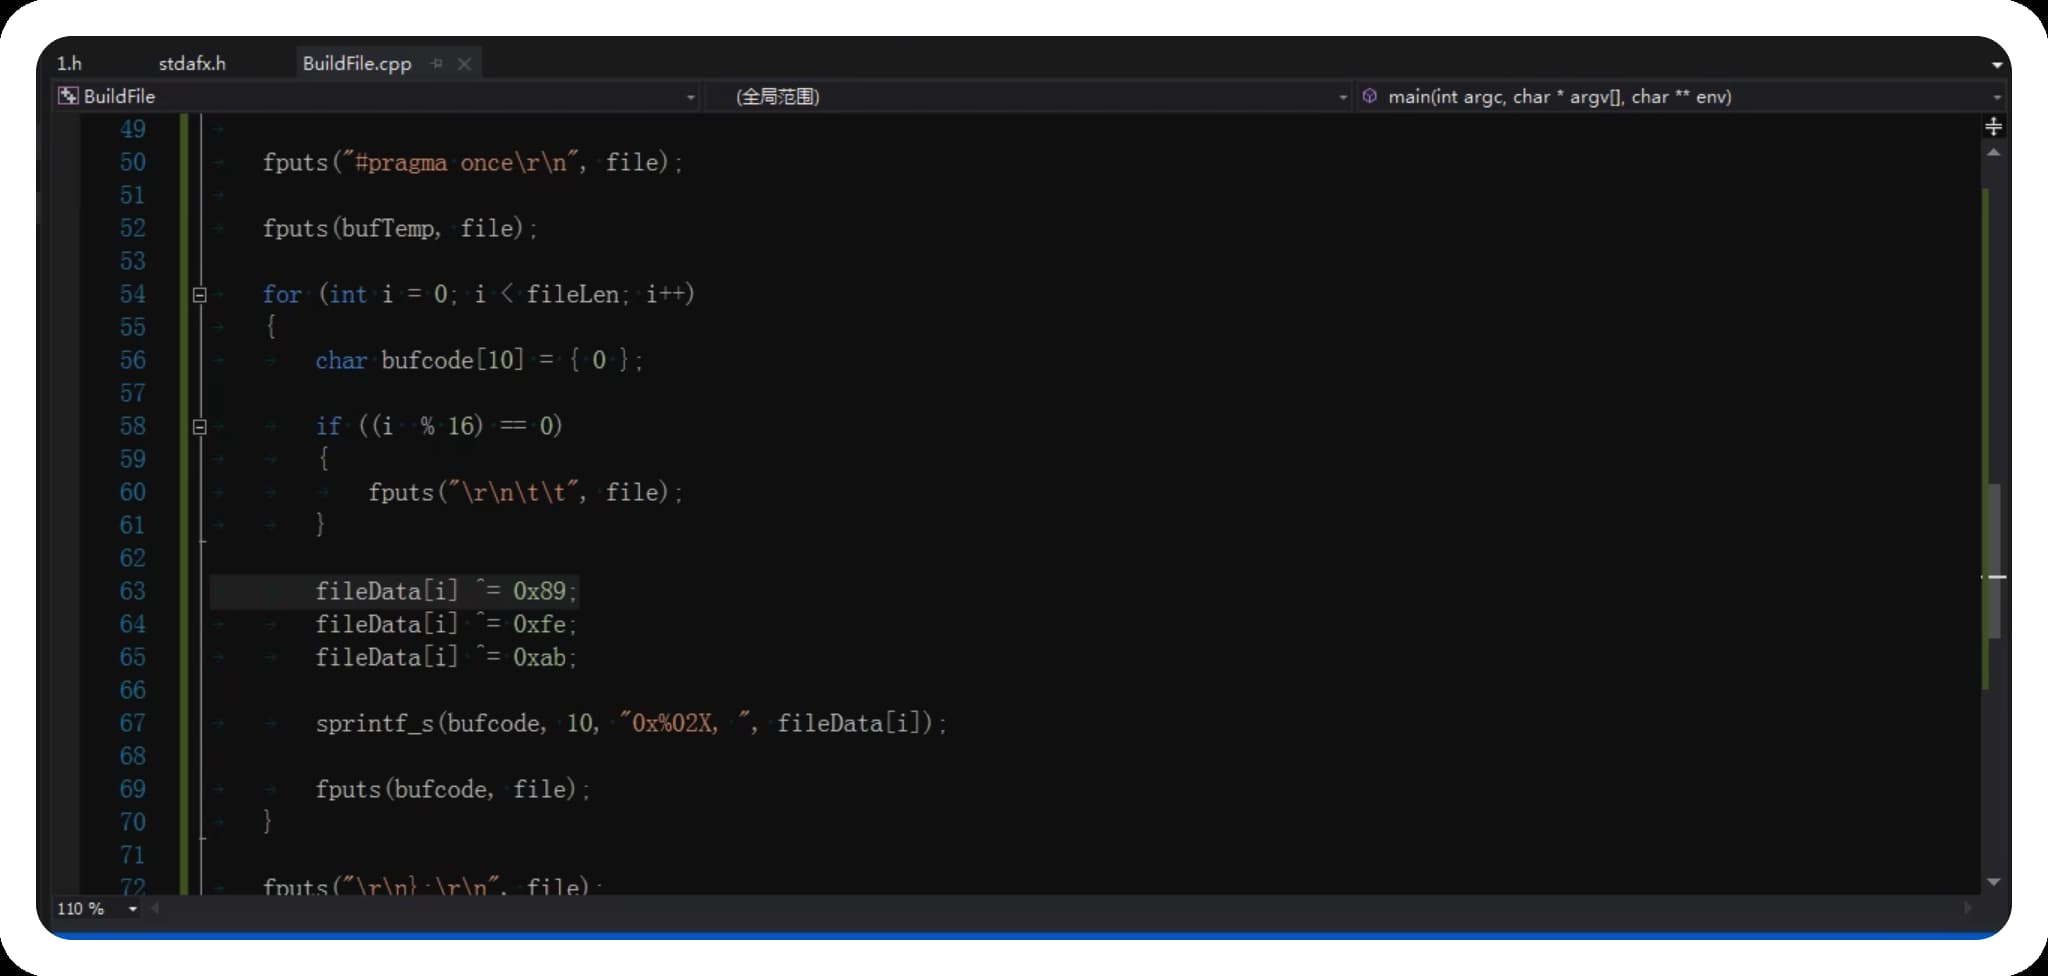 1.h stdafx.h BuildFile.cpp
BuildFile (全局范围) main(int argc, char * argv[], char ** env)
49
50 fputs("#pragma once\r\n", file);
51
52 fputs(bufTemp, file);
53
54 for (int i = 0; i < fileLen; i++)
55 {
56 char bufcode[10] = { 0 };
57
58 if ((i % 16) == 0)
59 {
60 fputs("\r\n\t\t", file);
61 }
62
63 fileData[i] ^= 0x89;
64 fileData[i] ^= 0xfe;
65 fileData[i] ^= 0xab;
66
67 sprintf_s(bufcode, 10, "0x%02X, ", fileData[i]);
68
69 fputs(bufcode, file);
70 }
71
72 fputs("\r\n};\r\n", file);
110 %